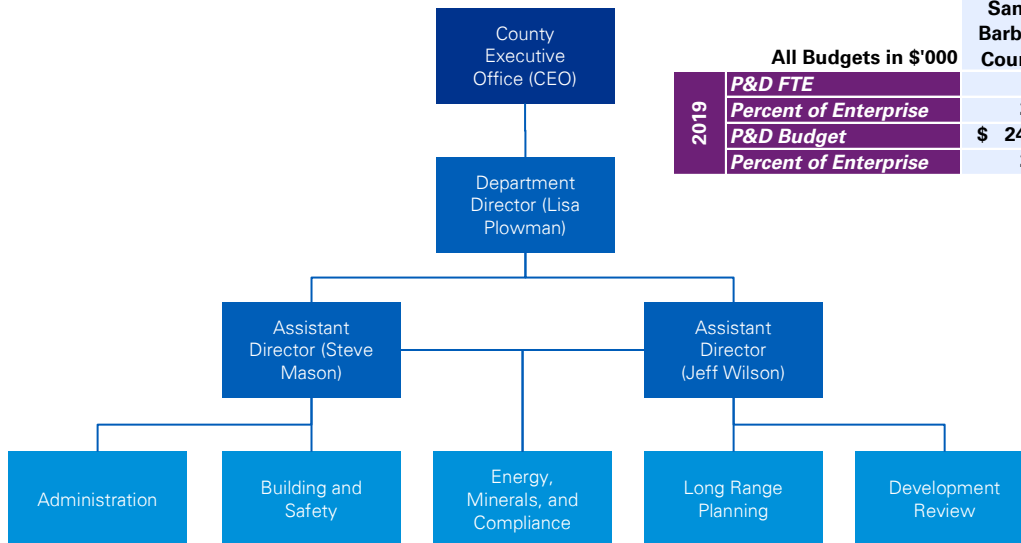 County
Executive
Office (CEO)
All Budgets in $'000
2019
P&D FTE
Percent of Enterprise
P&D Budget
$ 24
Percent of Enterprise
Department
Director (Lisa
Plowman)
Assistant
Director (Steve
Mason)
Assistant
Director
(Jeff Wilson)
Administration
Building and
Safety
Energy,
Minerals, and
Compliance
Long Range
Planning
Development
Review